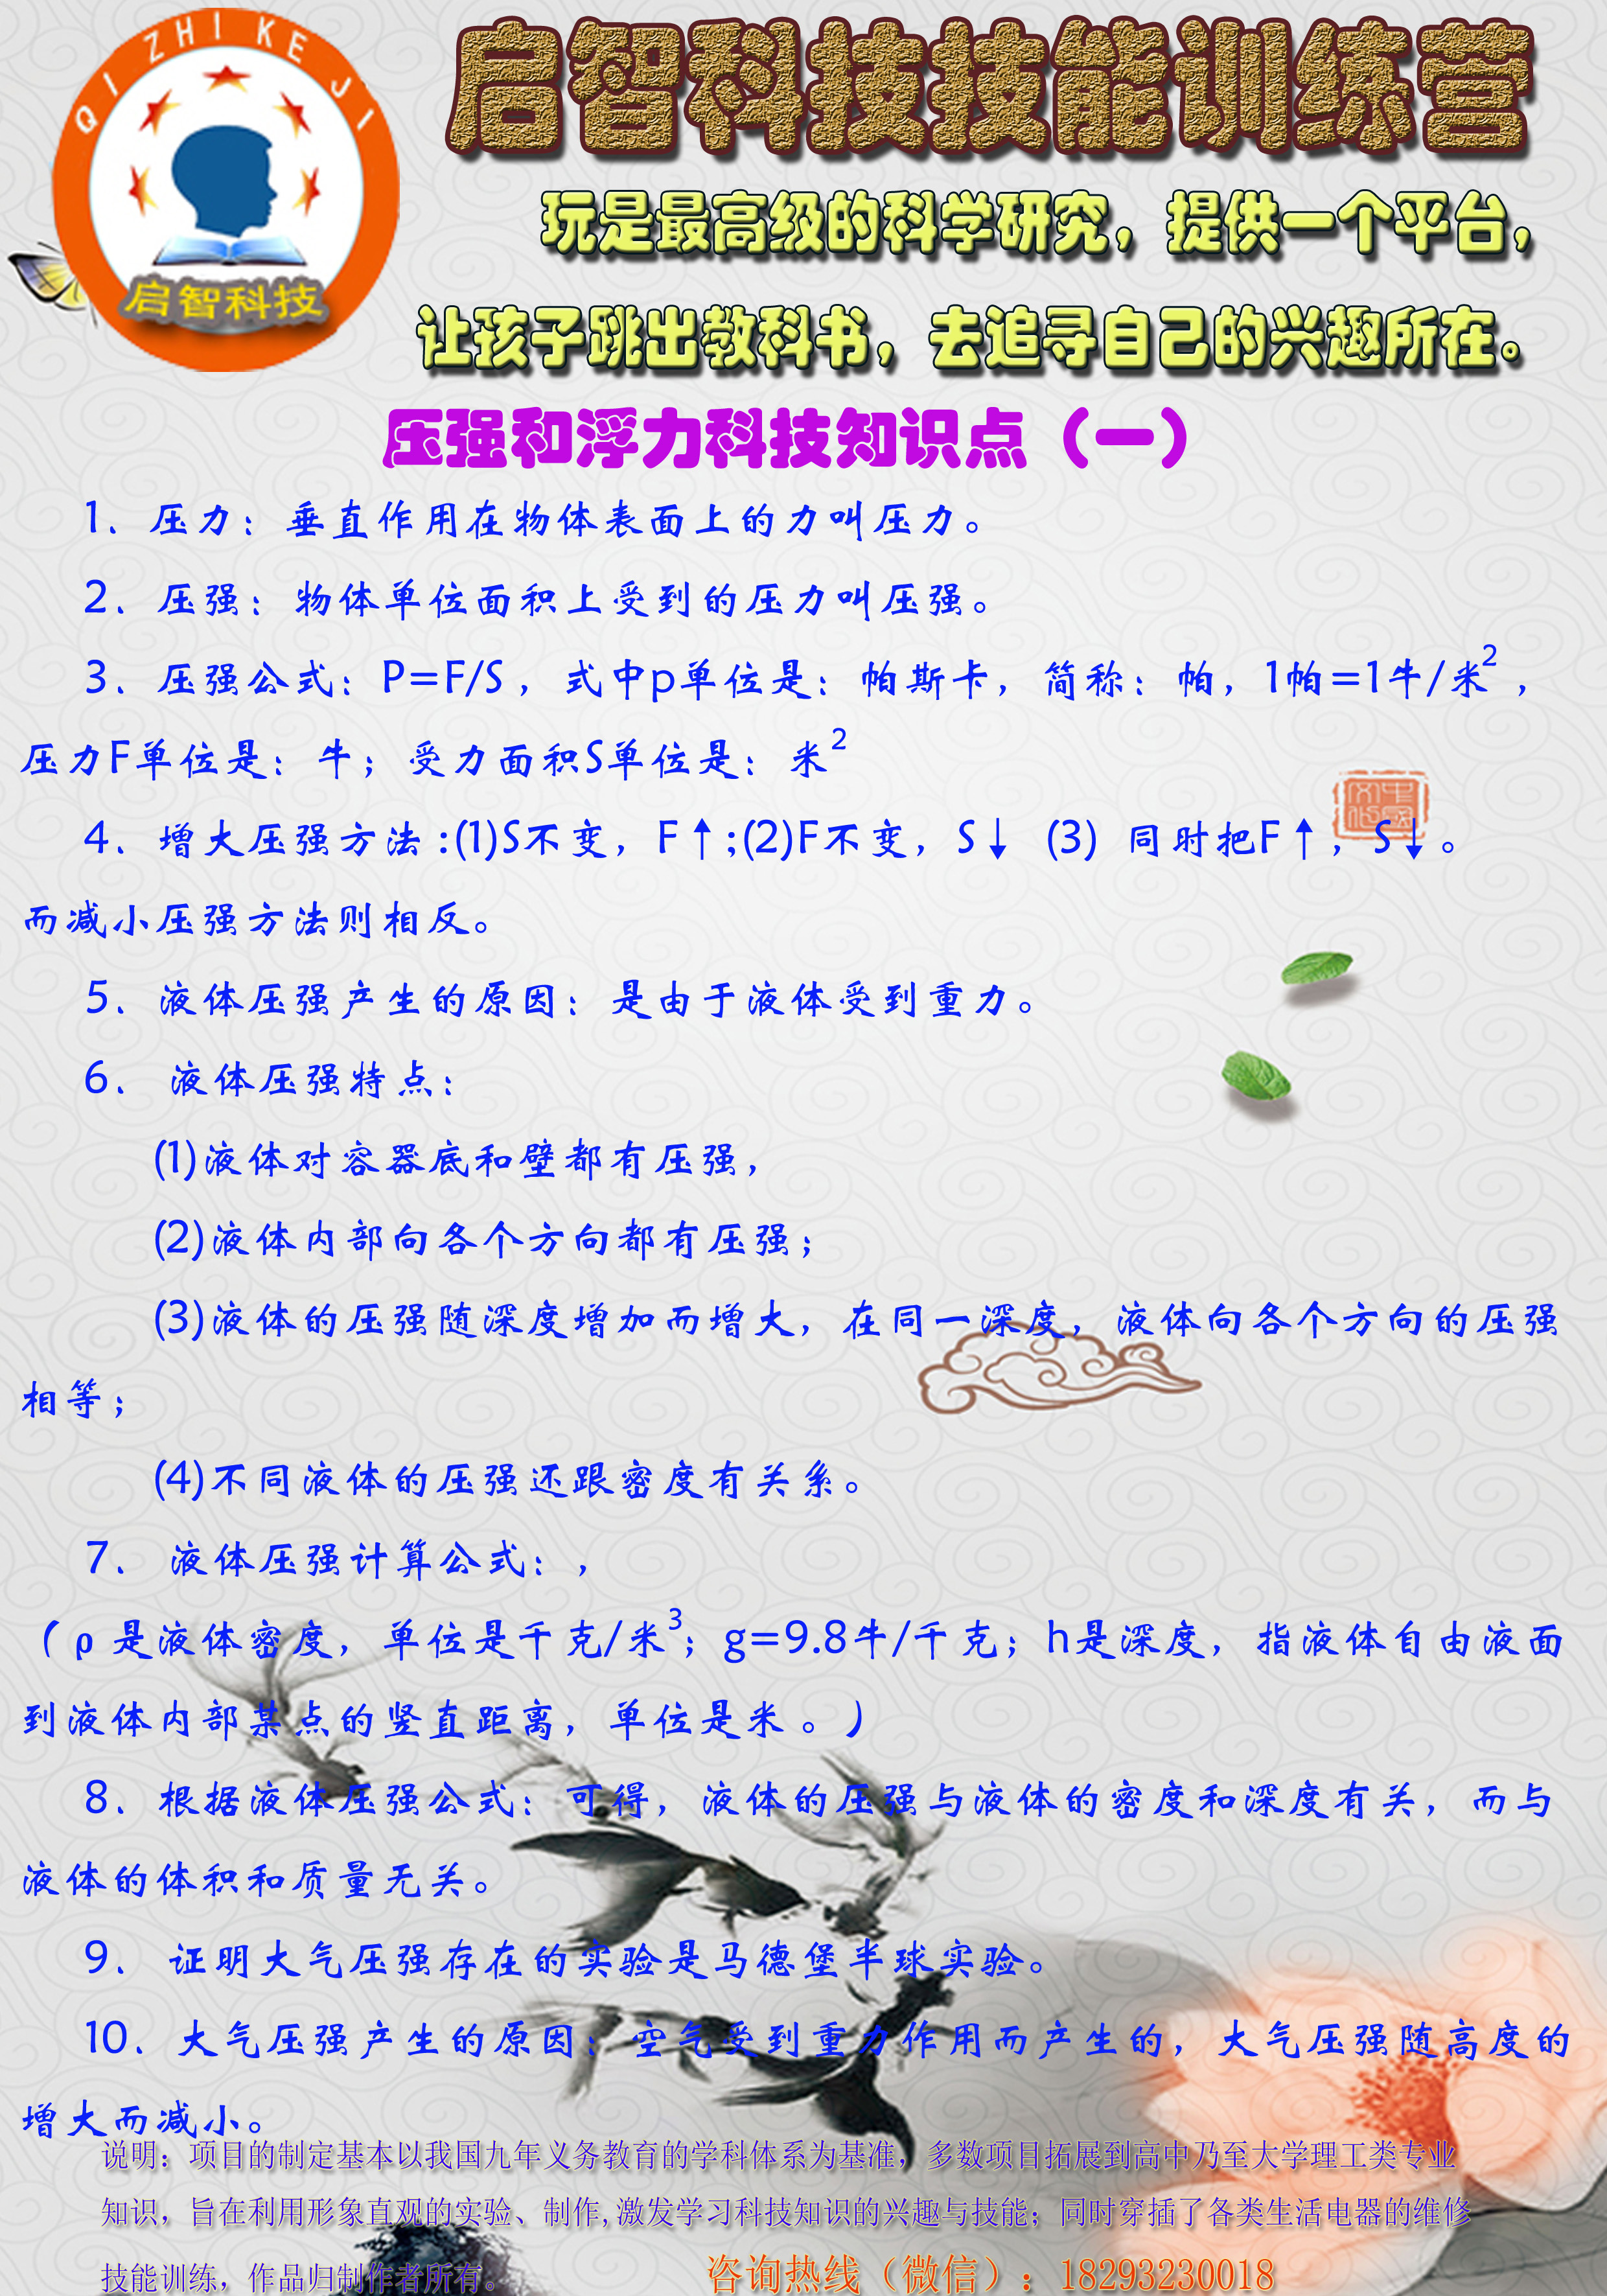 QI ZHI KE JI
启智科技
启智科技技能训练营
玩是最高级的科学研究，提供一个平台，
让孩子跳出教科书，去追寻自己的兴趣所在。
压强和浮力科技知识点（一）
1．压力：垂直作用在物体表面上的力叫压力。
2．压强：物体单位面积上受到的压力叫压强。
3．压强公式：P=F/S ，式中p单位是：帕斯卡，简称：帕，1帕=1牛/米²，
压力F单位是：牛；受力面积S单位是：米²
4．增大压强方法 :(1)S不变，F↑;(2)F不变，S↓ (3) 同时把F↑，S↓。
而减小压强方法则相反。
5．液体压强产生的原因：是由于液体受到重力。
6． 液体压强特点：
(1)液体对容器底和壁都有压强，
(2)液体内部向各个方向都有压强；
(3)液体的压强随深度增加而增大，在同一深度，液体向各个方向的压强
相等；
(4)不同液体的压强还跟密度有关系。
7． 液体压强计算公式：，
（ρ 是液体密度，单位是千克/米³；g=9.8牛/千克；h是深度，指液体自由液面
到液体内部某点的竖直距离，单位是米 。）
8．根据液体压强公式：可得，液体的压强与液体的密度和深度有关，而与
液体的体积和质量无关。
9． 证明大气压强存在的实验是马德堡半球实验。
10．大气压强产生的原因：空气受到重力作用而产生的，大气压强随高度的
增大而减小。
说明：项目的制定基本以我国九年义务教育的学科体系为基准，多数项目拓展到高中乃至大学理工类专业
知识，旨在利用形象直观的实验、制作,激发学习科技知识的兴趣与技能；同时穿插了各类生活电器的维修
技能训练，作品归制作者所有。
咨询热线（微信）：18293230018